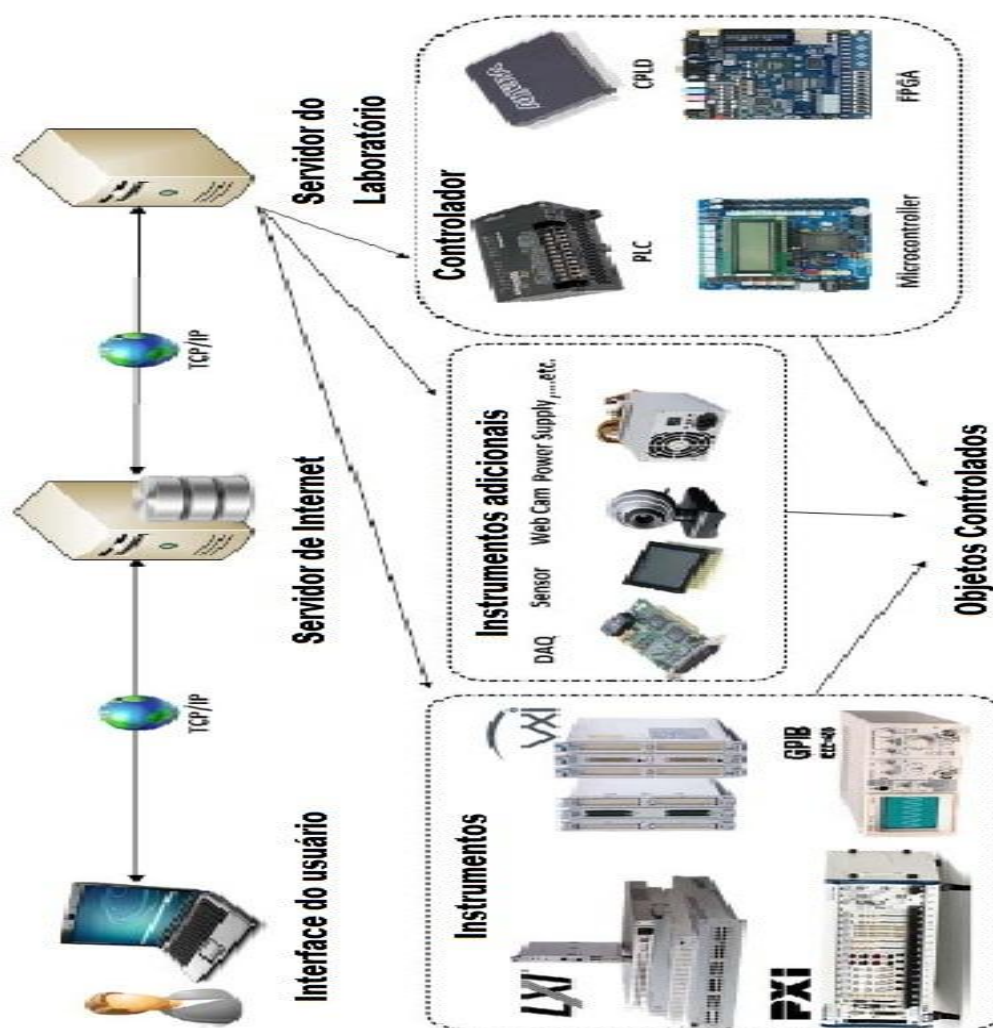 Interface do usuário
TCP/IP
Servidor de Internet
TCP/IP
Servidor do
Laboratório
Instrumentos
LXI
VXI
PXI
GPIB
Instrumentos adicionais
DAQ
Sensor
Web Cam
Power Supply,....etc.
Controlador
PLC
CPLD
Microcontroller
FPGA
Objetos Controlados